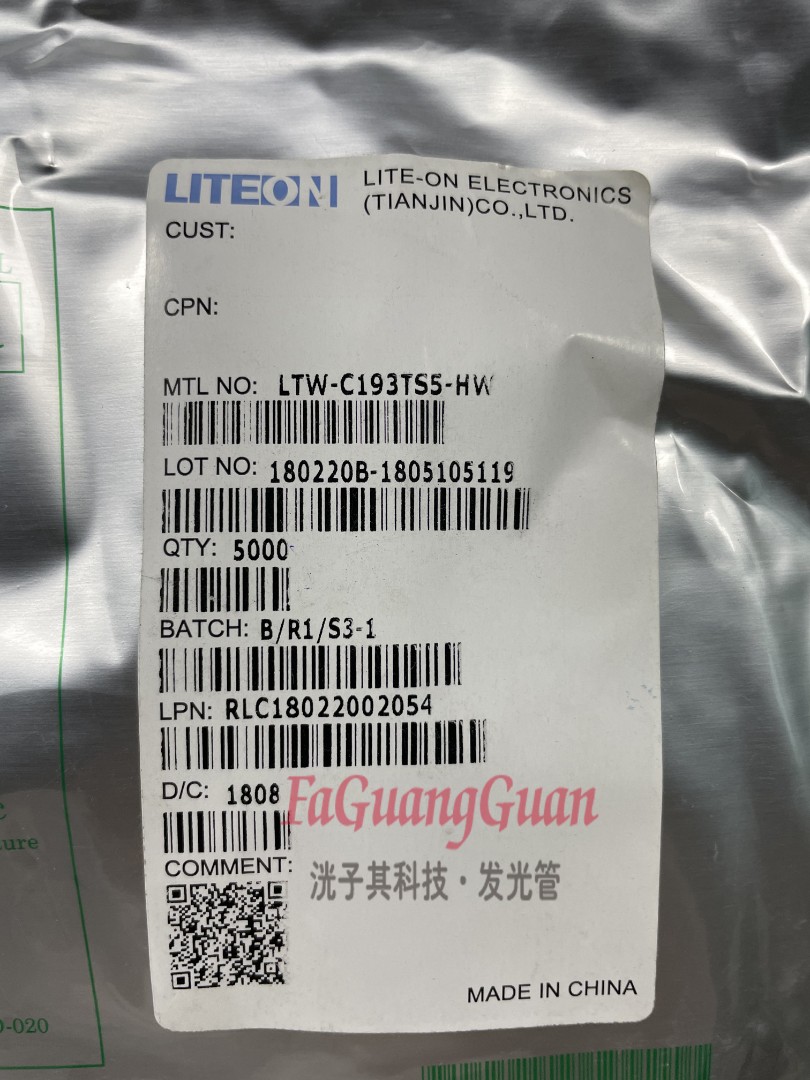 LITEON
LITE-ON ELECTRONICS
(TIANJIN)CO.,LTD.
CUST:
CPN:
MTL NO: LTW-C193TS5-HW
LOT NO: 180220B-1805105119
QTY: 5000
BATCH: B/R1/S3-1
LPN: RLC18022002054
D/C: 1808
FaGuangGuan
COMMENT:
洸子其科技·发光管
MADE IN CHINA
L
C
ure
-020